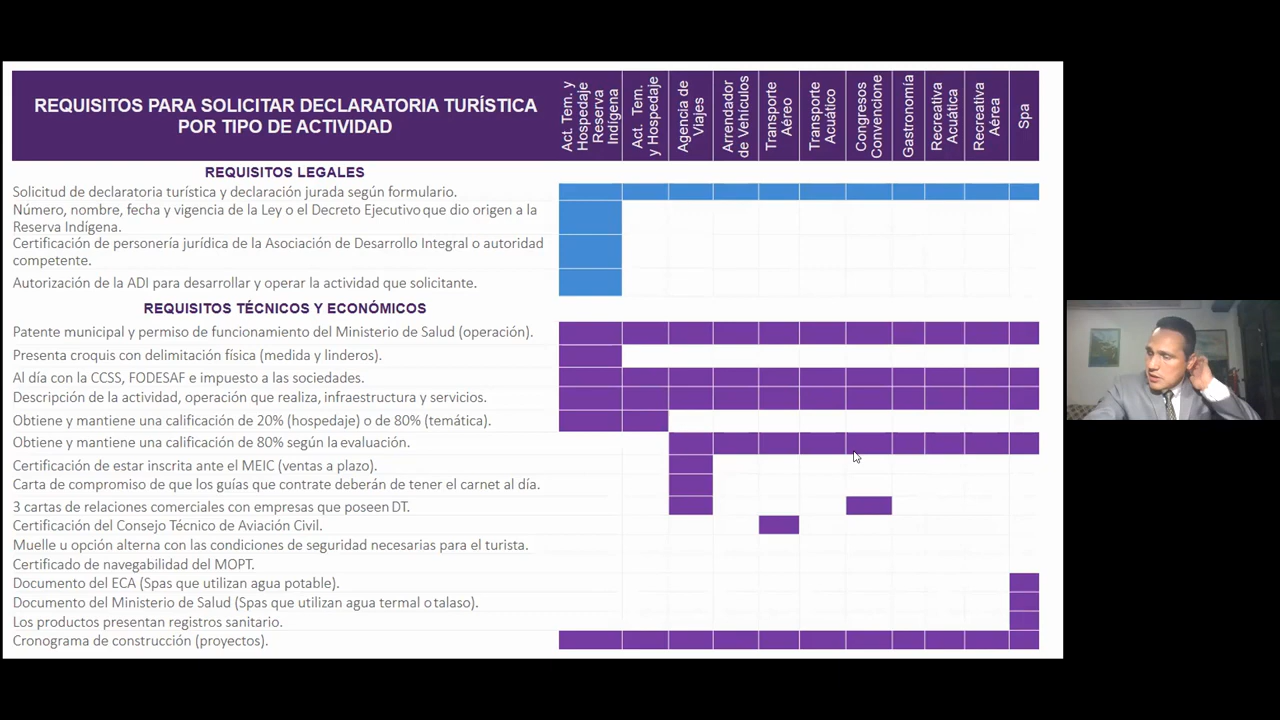 REQUISITOS PARA SOLICITAR DECLARATORIA TURÍSTICA
POR TIPO DE ACTIVIDAD
Act. Tem. y
Hospedaje
Reserva
Indígena
Act. Tem.
y Hospedaje
Agencia de
Viajes
Arrendador
de Vehículos
Transporte
Aéreo
Transporte
Acuático
Congresos
Convencione
Gastronomía
Recreativa
Acuática
Recreativa
Aérea
Spa
REQUISITOS LEGALES
Solicitud de declaratoria turística y declaración jurada según formulario.
Número, nombre, fecha y vigencia de la Ley o el Decreto Ejecutivo que dio origen a la
Reserva Indígena.
Certificación de personería jurídica de la Asociación de Desarrollo Integral o autoridad
competente.
Autorización de la ADI para desarrollar y operar la actividad que solicitante.
REQUISITOS TÉCNICOS Y ECONÓMICOS
Patente municipal y permiso de funcionamiento del Ministerio de Salud (operación).
Presenta croquis con delimitación física (medida y linderos).
Al día con la CCSS, FODESAF e impuesto a las sociedades.
Descripción de la actividad, operación que realiza, infraestructura y servicios.
Obtiene y mantiene una calificación de 20% (hospedaje) o de 80% (temática).
Obtiene y mantiene una calificación de 80% según la evaluación.
Certificación de estar inscrita ante el MEIC (ventas a plazo).
Carta de compromiso de que los guías que contrate deberán de tener el carnet al día.
3 cartas de relaciones comerciales con empresas que poseen DT.
Certificación del Consejo Técnico de Aviación Civil.
Muelle u opción alterna con las condiciones de seguridad necesarias para el turista.
Certificado de navegabilidad del MOPT.
Documento del ECA (Spas que utilizan agua potable).
Documento del Ministerio de Salud (Spas que utilizan agua termal o talaso).
Los productos presentan registros sanitario.
Cronograma de construcción (proyectos).